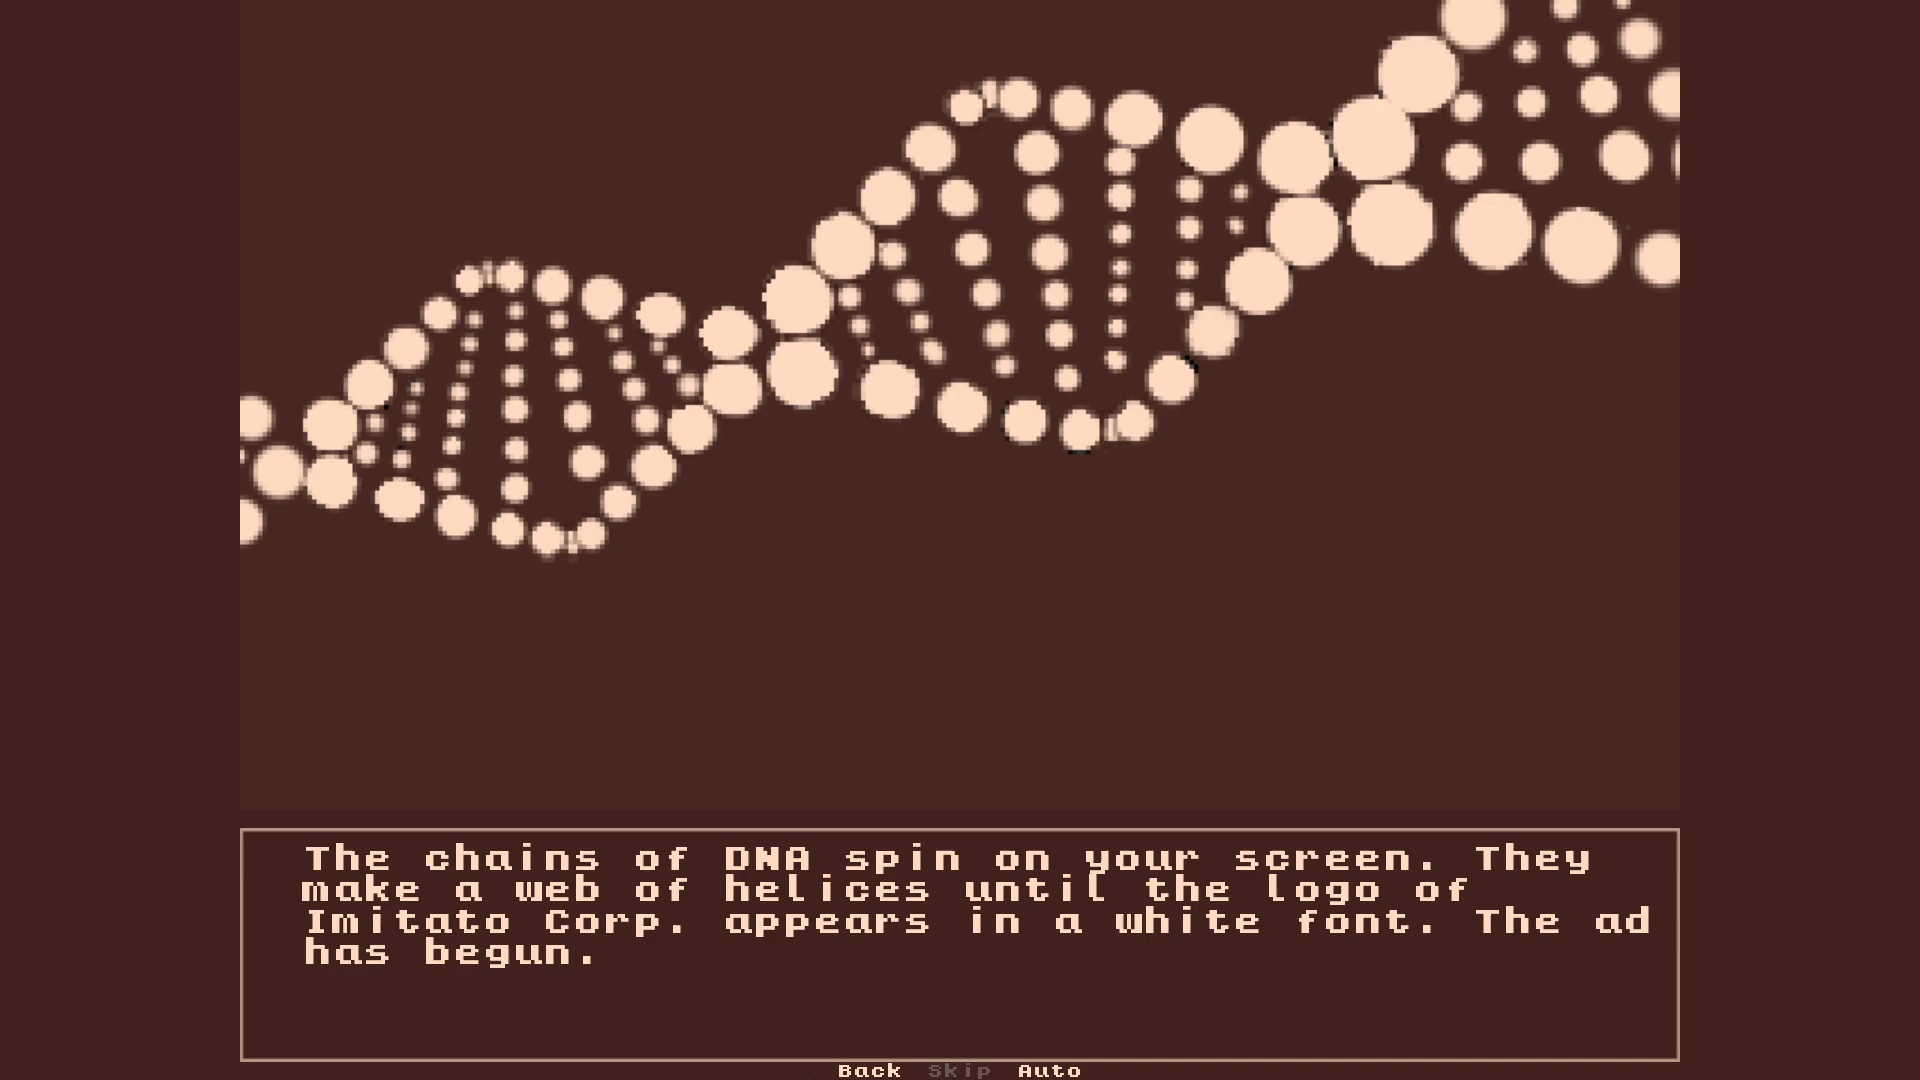 The chains of DNA spin on your screen. They
make a web of helices until the logo of
Imitato Corp. appears in a white font. The ad
has begun.
Back Skip Auto